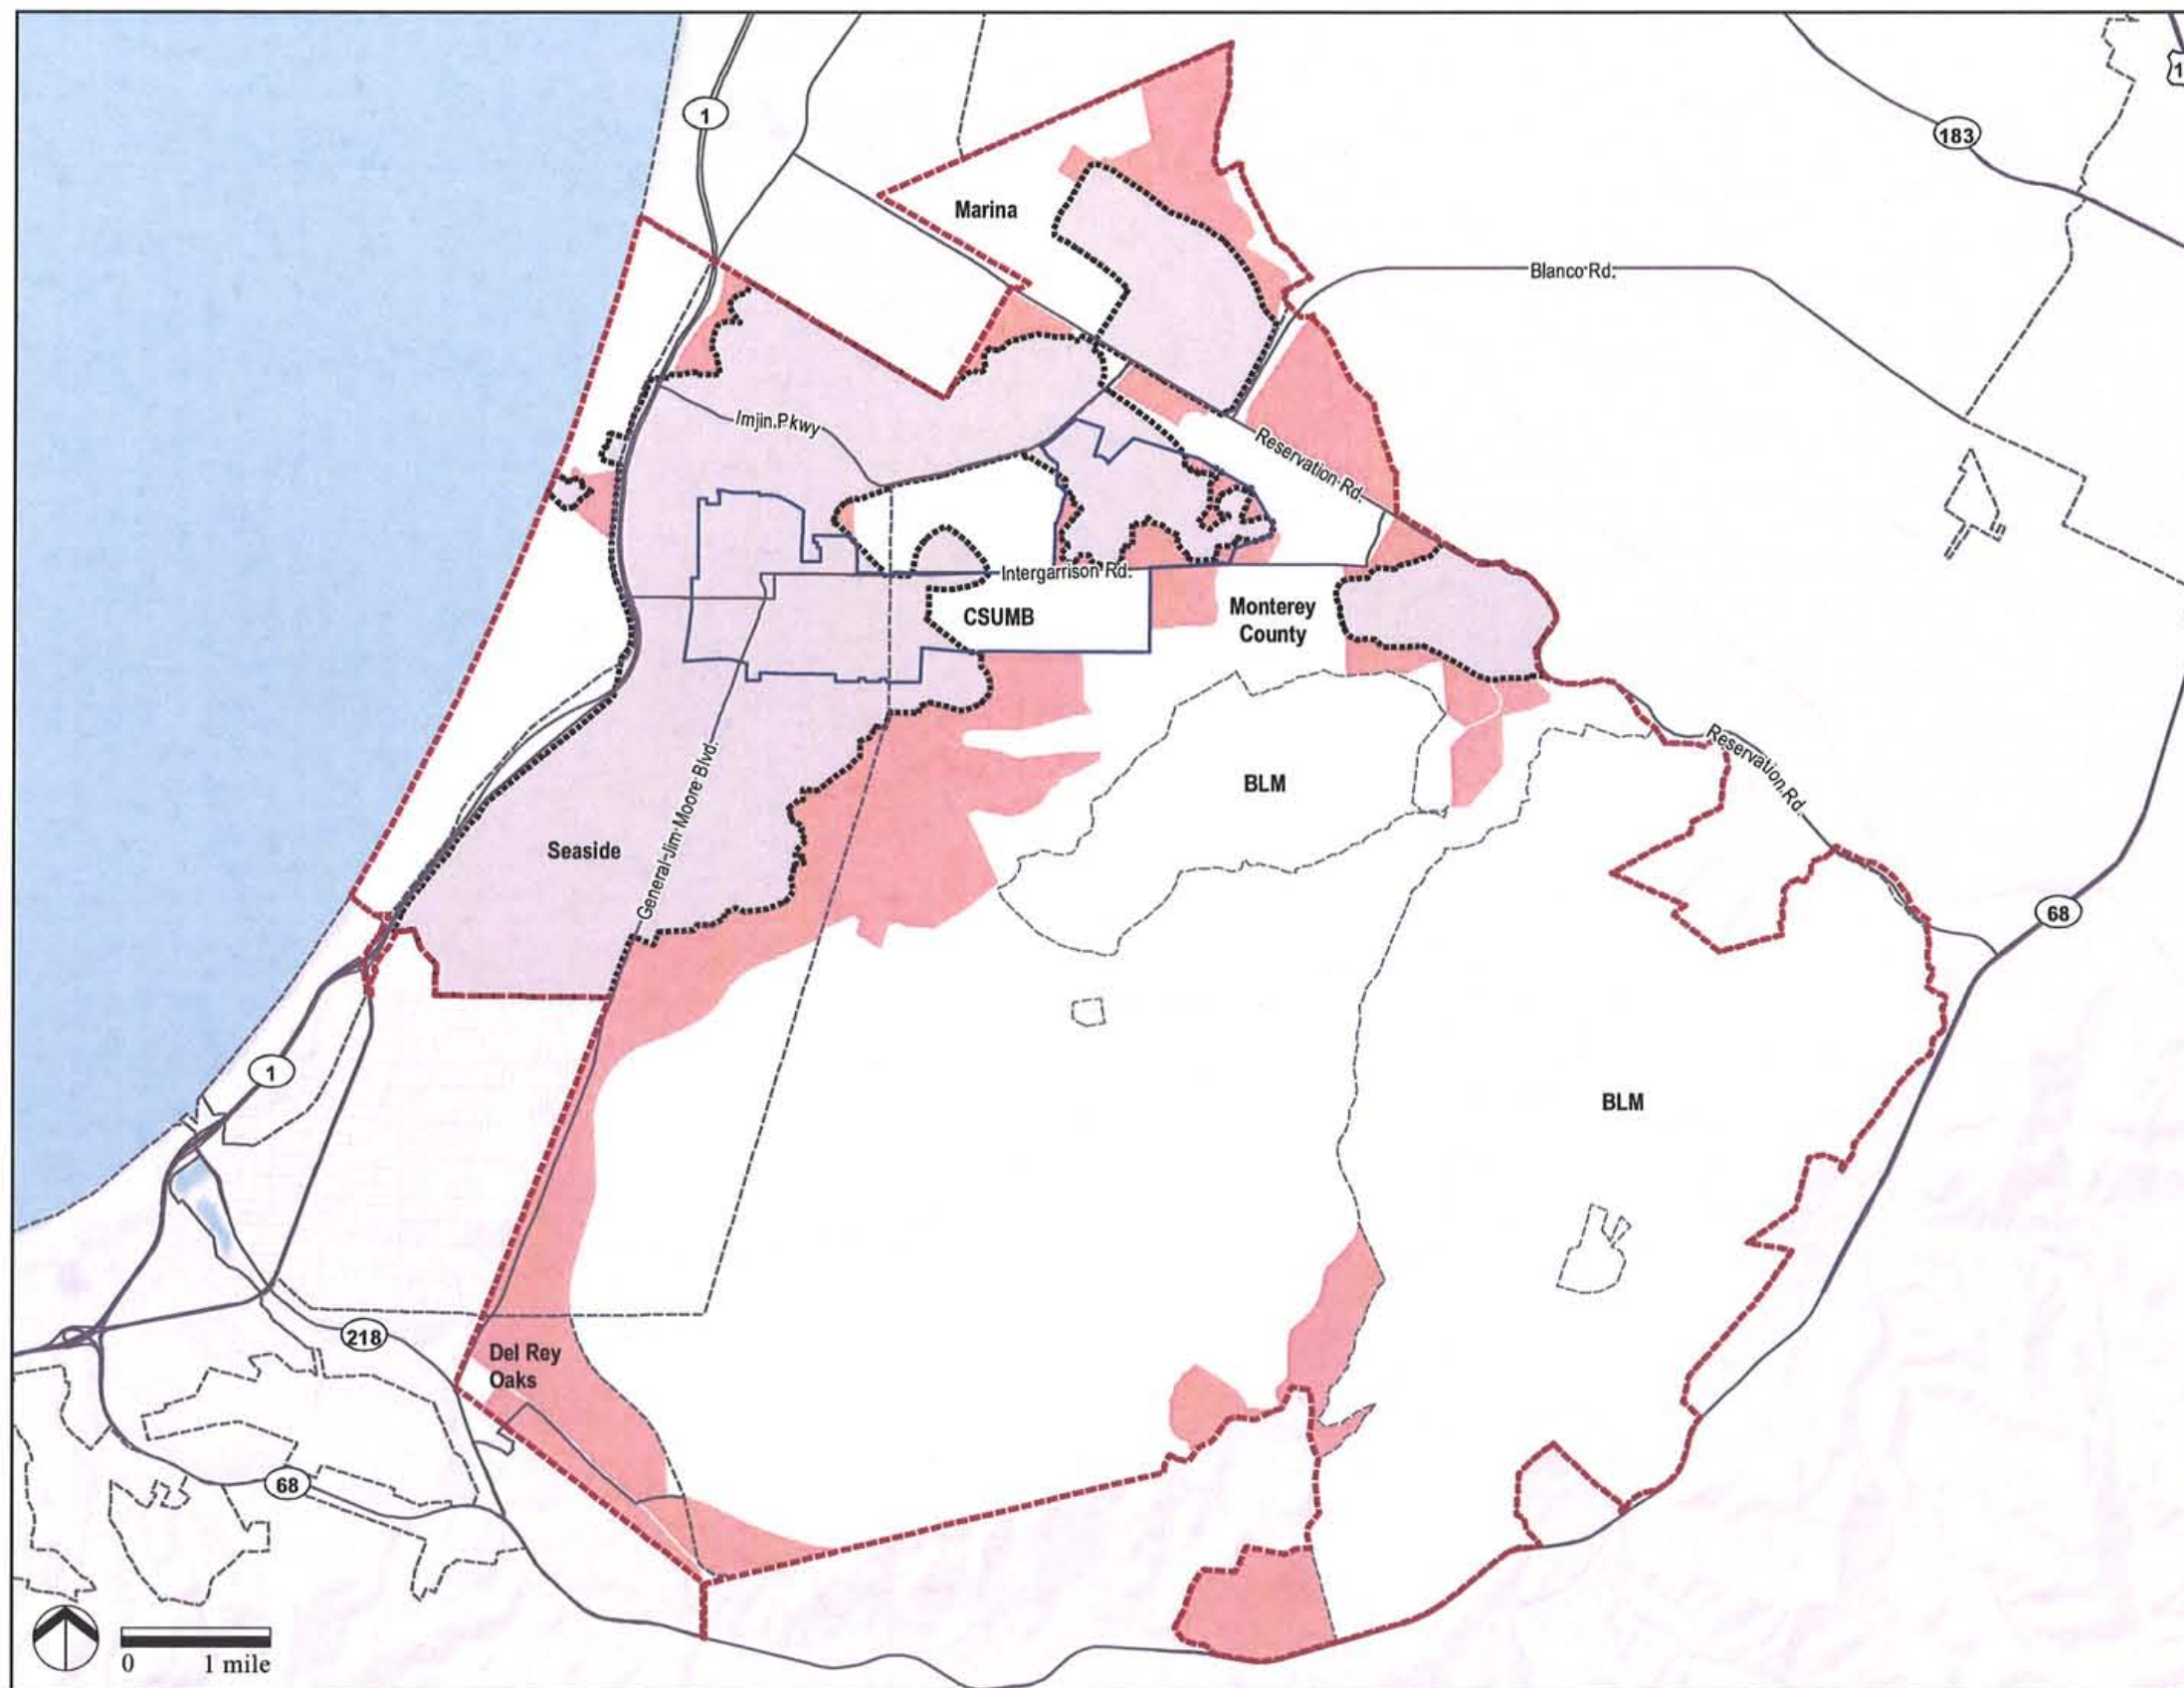 1
183
1
Marina
Blanco Rd.
Imjin Pkwy
Reservation Rd.
Intergarrison Rd.
CSUMB
Monterey
County
Reservation Rd.
BLM
General Jim Moore Blvd.
Seaside
68
1
BLM
218
Del Rey
Oaks
68
0 1 mile